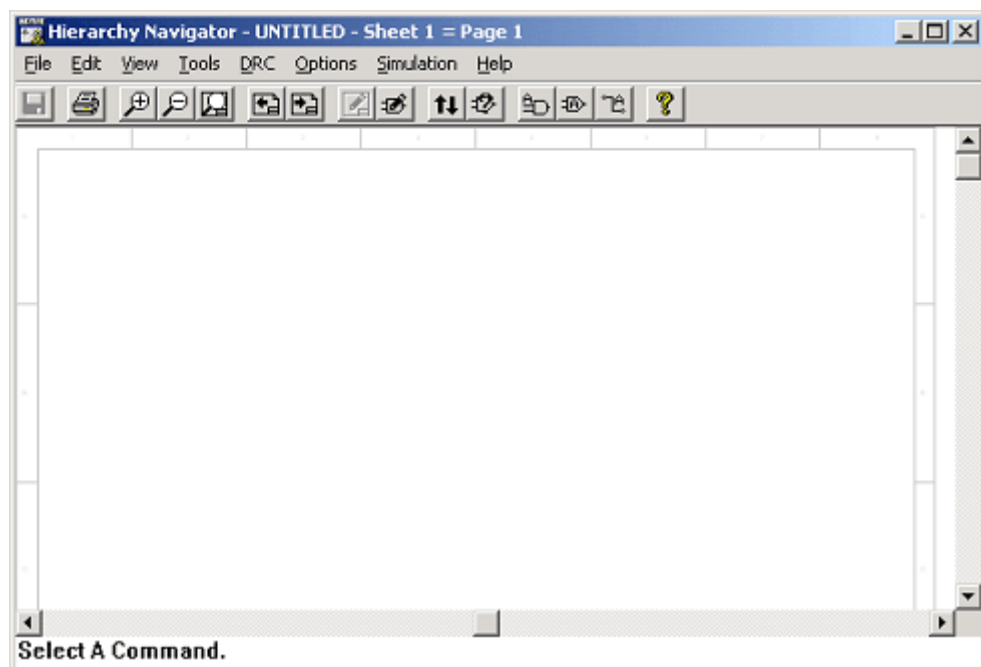 Hierarchy Navigator - UNTITLED - Sheet 1 = Page 1
File Edit View Tools DRC Options Simulation Help
Select A Command.